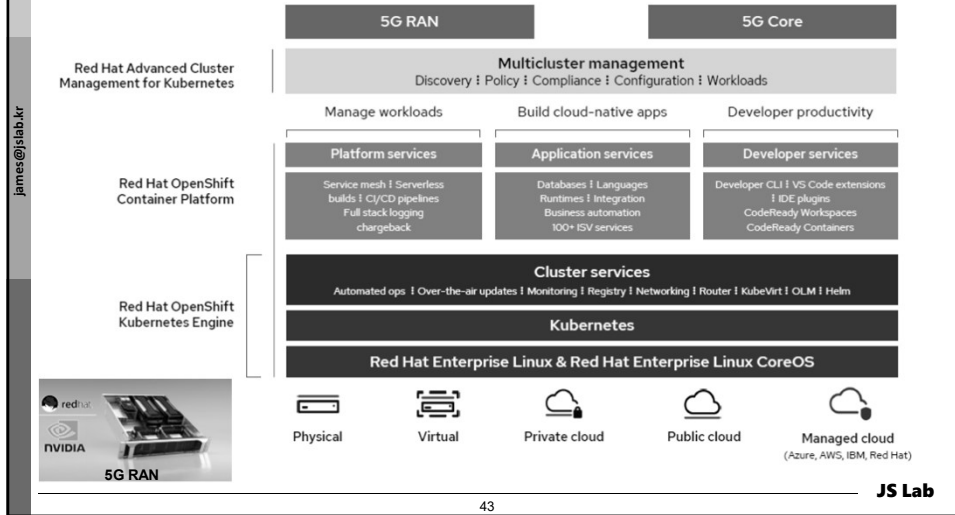 5G RAN
5G Core
Red Hat Advanced Cluster
Management for Kubernetes
Multicluster management
Discovery ⁞ Policy ⁞ Compliance ⁞ Configuration ⁞ Workloads
Manage workloads
Build cloud-native apps
Developer productivity
Red Hat OpenShift
Container Platform
Platform services
Service mesh ⁞ Serverless
builds ⁞ CI/CD pipelines
Full stack logging
chargeback
Application services
Databases ⁞ Languages
Runtimes ⁞ Integration
Business automation
100+ ISV services
Developer services
Developer CLI ⁞ VS Code extensions
⁞ IDE plugins
CodeReady Workspaces
CodeReady Containers
Red Hat OpenShift
Kubernetes Engine
Cluster services
Automated ops ⁞ Over-the-air updates ⁞ Monitoring ⁞ Registry ⁞ Networking ⁞ Router ⁞ KubeVirt ⁞ OLM ⁞ Helm
Kubernetes
Red Hat Enterprise Linux & Red Hat Enterprise Linux CoreOS
Physical
Virtual
Private cloud
Public cloud
Managed cloud
(Azure, AWS, IBM, Red Hat)
redhat
NVIDIA
5G RAN
james@jslab.kr
JS Lab
43